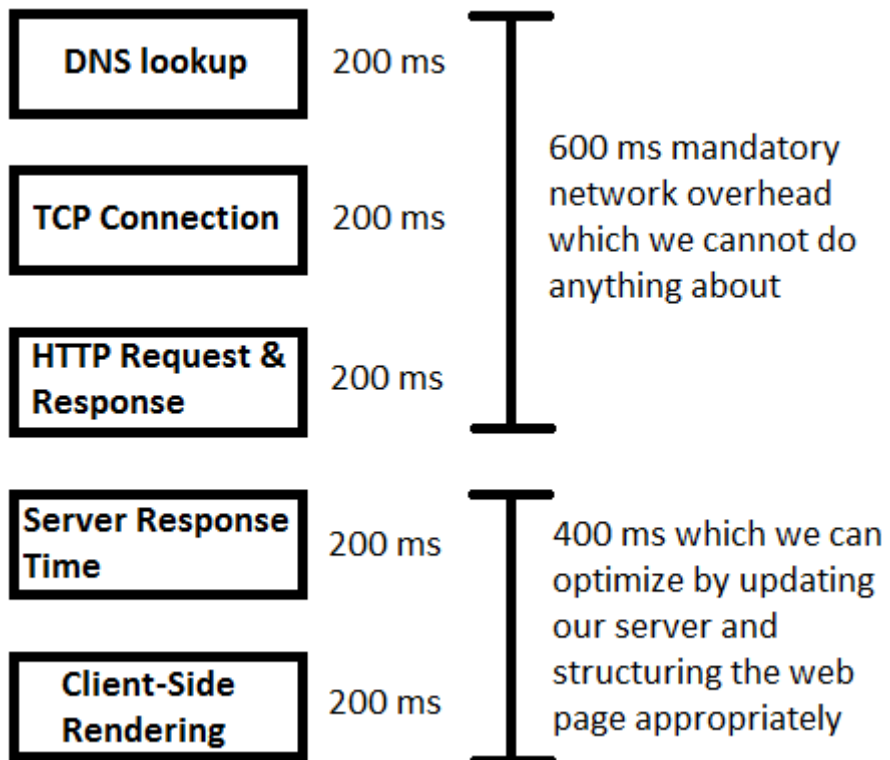 DNS lookup
200 ms
TCP Connection
200 ms
HTTP Request &
Response
200 ms
600 ms mandatory
network overhead
which we cannot do
anything about
Server Response
Time
200 ms
Client-Side
Rendering
200 ms
400 ms which we can
optimize by updating
our server and
structuring the web
page appropriately